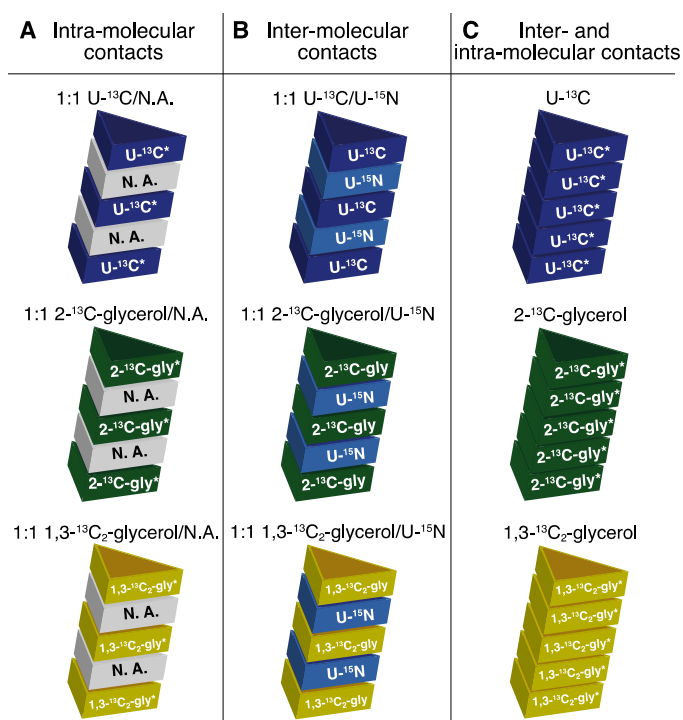 A Intra-molecular contacts
B Inter-molecular contacts
C Inter- and intra-molecular contacts
1:1 U-¹³C/N.A.
U-¹³C*
N. A.
U-¹³C*
N. A.
U-¹³C*
1:1 U-¹³C/U-¹⁵N
U-¹³C
U-¹⁵N
U-¹³C
U-¹⁵N
U-¹³C
U-¹³C
U-¹³C*
U-¹³C*
U-¹³C*
U-¹³C*
U-¹³C*
1:1 2-¹³C-glycerol/N.A.
2-¹³C-gly*
N. A.
2-¹³C-gly*
N. A.
2-¹³C-gly*
1:1 2-¹³C-glycerol/U-¹⁵N
2-¹³C-gly
U-¹⁵N
2-¹³C-gly
U-¹⁵N
2-¹³C-gly
2-¹³C-glycerol
2-¹³C-gly*
2-¹³C-gly*
2-¹³C-gly*
2-¹³C-gly*
2-¹³C-gly*
1:1 1,3-¹³C₂-glycerol/N.A.
1,3-¹³C₂-gly*
N. A.
1,3-¹³C₂-gly*
N. A.
1,3-¹³C₂-gly*
1:1 1,3-¹³C₂-glycerol/U-¹⁵N
1,3-¹³C₂-gly
U-¹⁵N
1,3-¹³C₂-gly
U-¹⁵N
1,3-¹³C₂-gly
1,3-¹³C₂-glycerol
1,3-¹³C₂-gly*
1,3-¹³C₂-gly*
1,3-¹³C₂-gly*
1,3-¹³C₂-gly*
1,3-¹³C₂-gly*